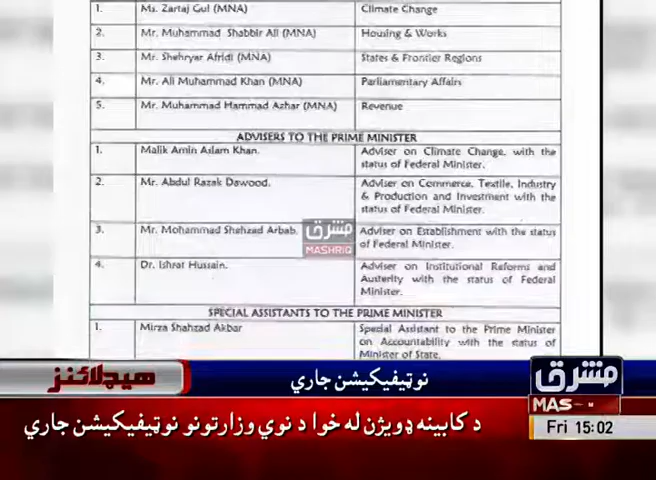 1. Ms. Zartaj Gul (MNA) Climate Change
2. Mr. Muhammad Shabbir Ali (MNA) Housing & Works
3. Mr. Shehryar Afridi (MNA) States & Frontier Regions
4. Mr. Ali Muhammad Khan (MNA) Parliamentary Affairs
5. Mr. Muhammad Hammad Azhar (MNA) Revenue
ADVISERS TO THE PRIME MINISTER
1. Malik Amin Aslam Khan. Adviser on Climate Change, with the
status of Federal Minister.
2. Mr. Abdul Razak Dawood. Adviser on Commerce, Textile, Industry
& Production and Investment with the
status of Federal Minister.
3. Mr. Mohammad Shehzad Arbab. Adviser on Establishment with the status
of Federal Minister.
مشرق
MASHRIQ
4. Dr. Ishrat Hussain. Adviser on Institutional Reforms and
Austerity with the status of Federal
Minister.
SPECIAL ASSISTANTS TO THE PRIME MINISTER
1. Mirza Shahzad Akbar Special Assistant to the Prime Minister
on Accountability with the status of
Minister of State.
هیډلائنز
نوټیفیکیشن جاري
مشرق
MAS
د کابینه ډویژن له خوا د نوي وزارتونو نوټیفیکیشن جاري
Fri 15:02